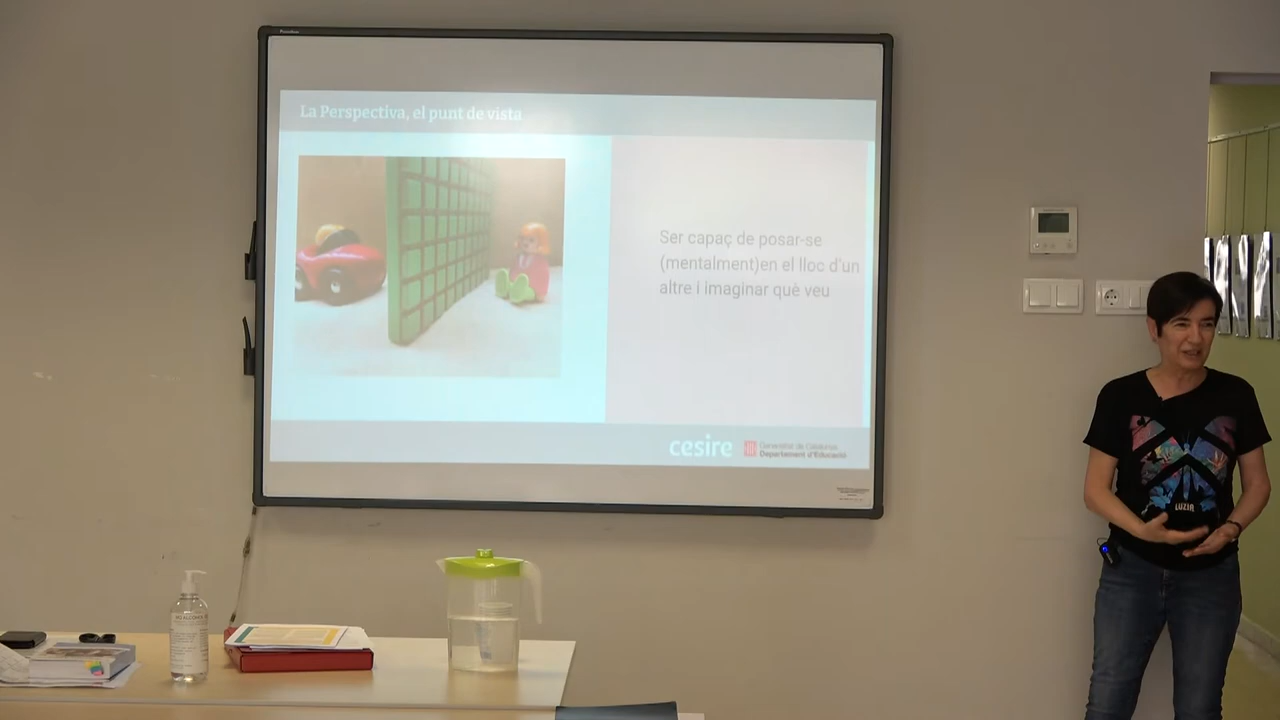 La Perspectiva, el punt de vista
Ser capaç de posar-se
(mentalment)en el lloc d'un
altre i imaginar què veu
cesire
Generalitat de Catalunya
Departament d'Educació
LUZIA